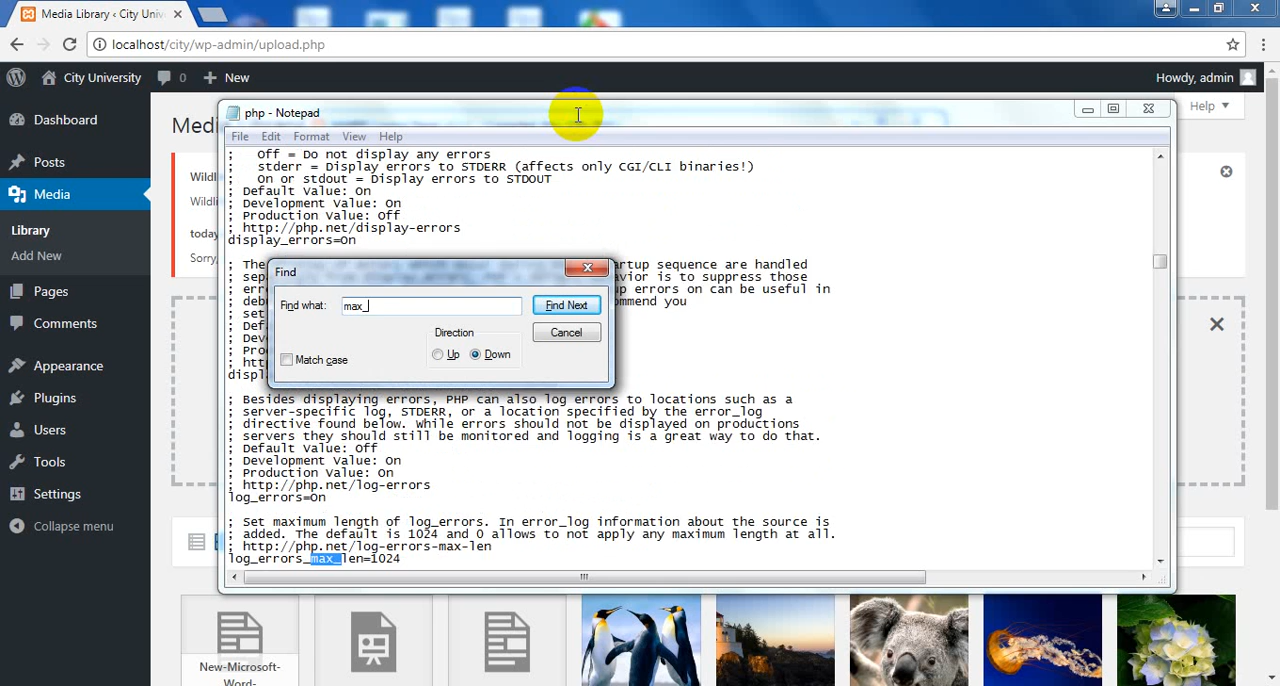 Media Library ‹ City Univ
localhost/city/wp-admin/upload.php
City University
0
New
Howdy, admin
Dashboard
Posts
Media
Library
Add New
Pages
Comments
Appearance
Plugins
Users
Tools
Settings
Collapse menu
Help
Wildli
today
Sorry,
php - Notepad
File Edit Format View Help
;   Off = Do not display any errors
;   stderr = Display errors to STDERR (affects only CGI/CLI binaries!)
;   On or stdout = Display errors to STDOUT
; Default Value: On
; Development Value: On
; Production Value: Off
; http://php.net/display-errors
display_errors=On
; The
artup sequence are handled
avior is to suppress those
up errors on can be useful in
ommend you
; Besides displaying errors, PHP can also log errors to locations such as a
; server-specific log, STDERR, or a location specified by the error_log
; directive found below. While errors should not be displayed on productions
; servers they should still be monitored and logging is a great way to do that.
; Default Value: Off
; Development Value: On
; Production Value: On
; http://php.net/log-errors
log_errors=On
; Set maximum length of log_errors. In error_log information about the source is
; added. The default is 1024 and 0 allows to not apply any maximum length at all.
; http://php.net/log-errors-max-len
log_errors_max_len=1024
Find
Find what:
max_
Find Next
Cancel
Direction
Up
Down
Match case
New-Microsoft-
Word-